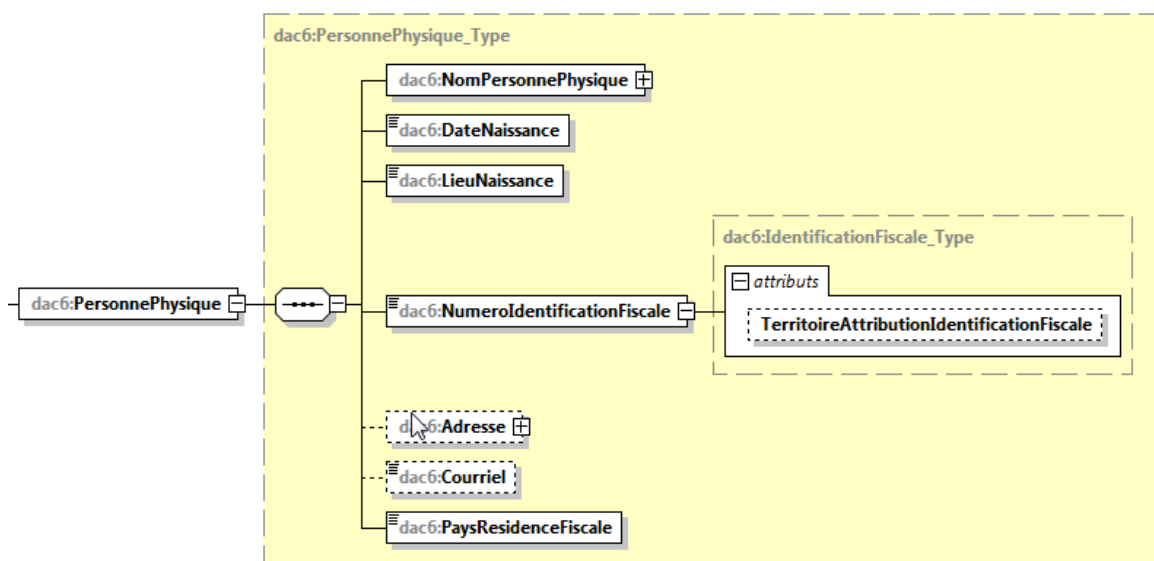 dac6:PersonnePhysique_Type
dac6:NomPersonnePhysique
dac6:DateNaissance
dac6:LieuNaissance
dac6:IdentificationFiscale_Type
attributs
dac6:PersonnePhysique
dac6:NumeroIdentificationFiscale
TerritoireAttributionIdentificationFiscale
dac6:Adresse
dac6:Courriel
dac6:PaysResidenceFiscale